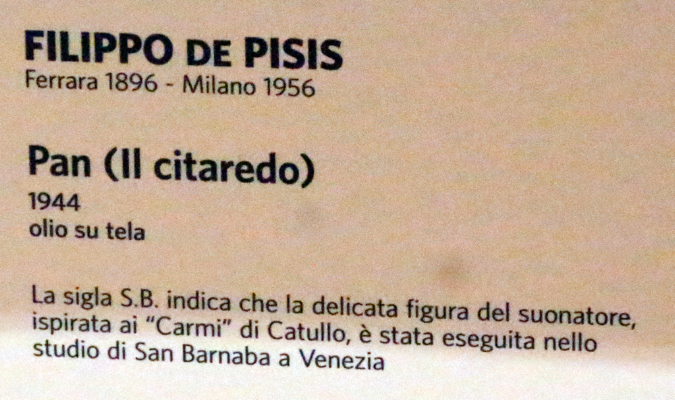 FILIPPO DE PISIS
Ferrara 1896 - Milano 1956
Pan (Il citaredo)
1944
olio su tela
La sigla S.B. indica che la delicata figura del suonatore,
ispirata ai “Carmi” di Catullo, è stata eseguita nello
studio di San Barnaba a Venezia